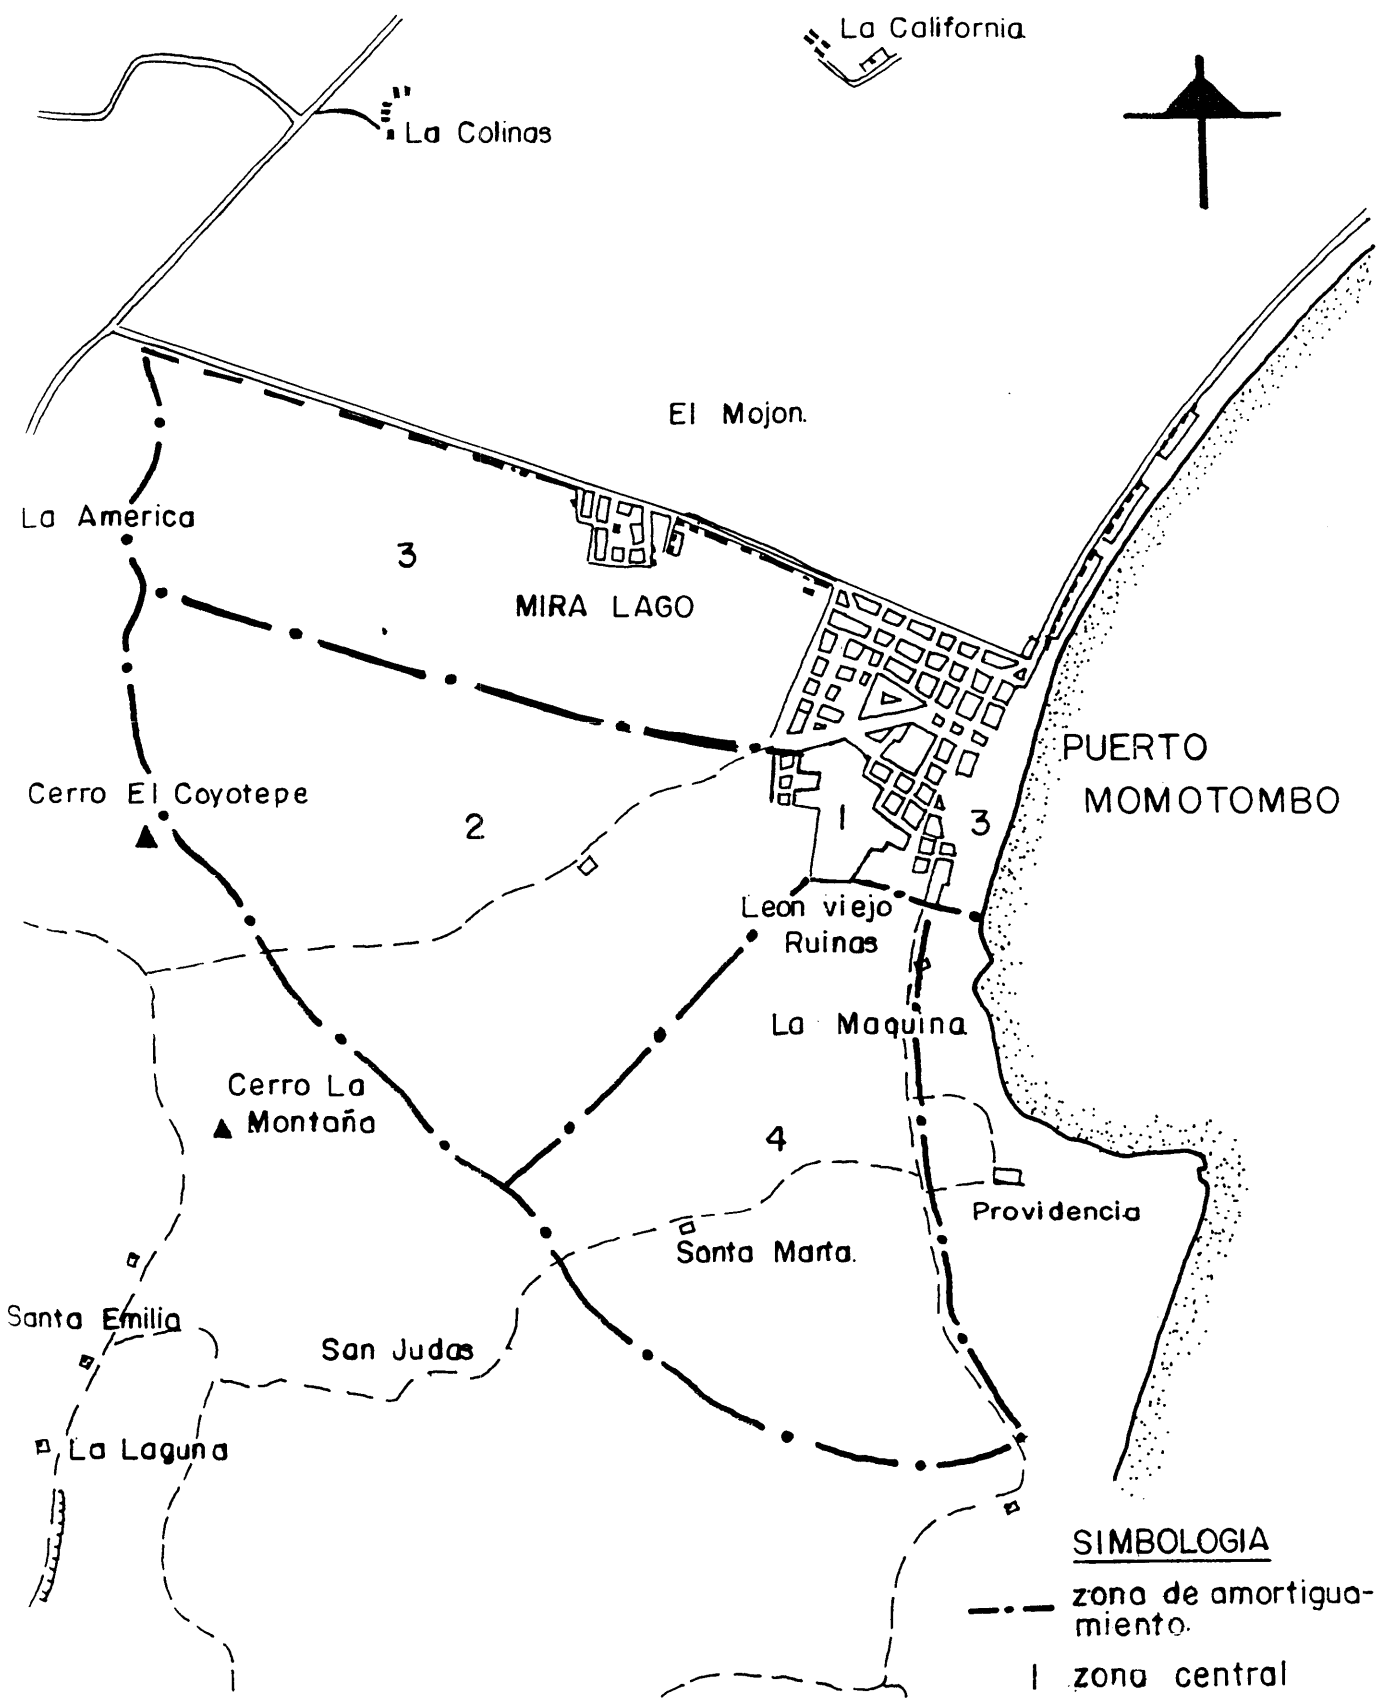 La California
La Colinas
El Mojon.
La America
3
MIRA LAGO
PUERTO
MOMOTOMBO
Cerro El Coyotepe
2
1
3
Leon viejo
Ruinas
La Maquina
Cerro La
Montaña
4
Providencia
Santa Marta.
Santa Emilia
San Judas
La Laguna
SIMBOLOGIA
zona de amortigua-
miento.
1 zona central